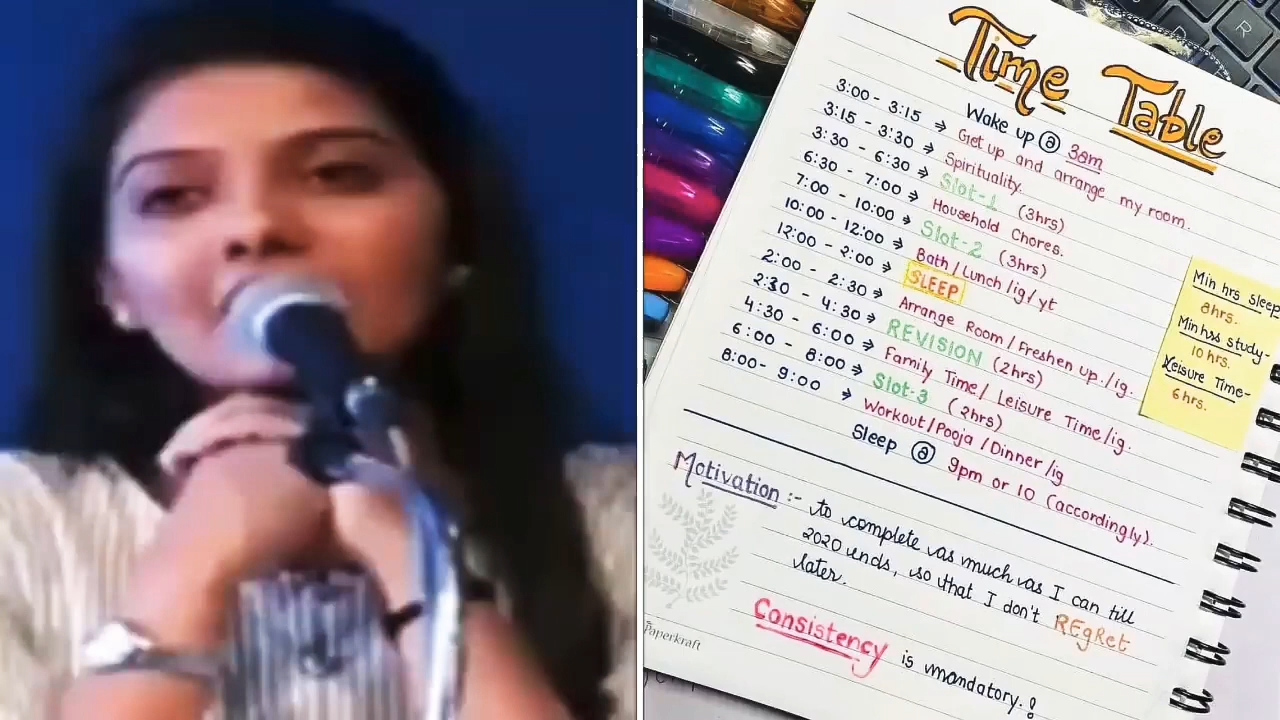 Time Table
Wake up @ 3am
3:00 - 3:15 → Get up and arrange my room.
3:15 - 3:30 → Spirituality.
3:30 - 6:30 → Slot-1 (3hrs)
6:30 - 7:00 → Household Chores.
7:00 - 10:00 → Slot-2 (3hrs)
10:00 - 12:00 → Bath/Lunch/ig/yt
12:00 - 2:00 → SLEEP
2:00 - 2:30 → Arrange Room/Freshen up./ig.
2:30 - 4:30 → REVISION (2hrs)
4:30 - 6:00 → Family Time/Leisure Time/ig.
6:00 - 8:00 → Slot-3 (2hrs)
8:00 - 9:00 → Workout/Pooja/Dinner/ig
Sleep @ 9pm or 10 (accordingly).
Min hrs sleep
8hrs.
Min hrs study-
10 hrs.
Leisure Time-
6 hrs.
Motivation :- to complete as much as I can till
2020 ends, so that I don't REgRet
later.
Consistency is mandatory.!
Paperkraft